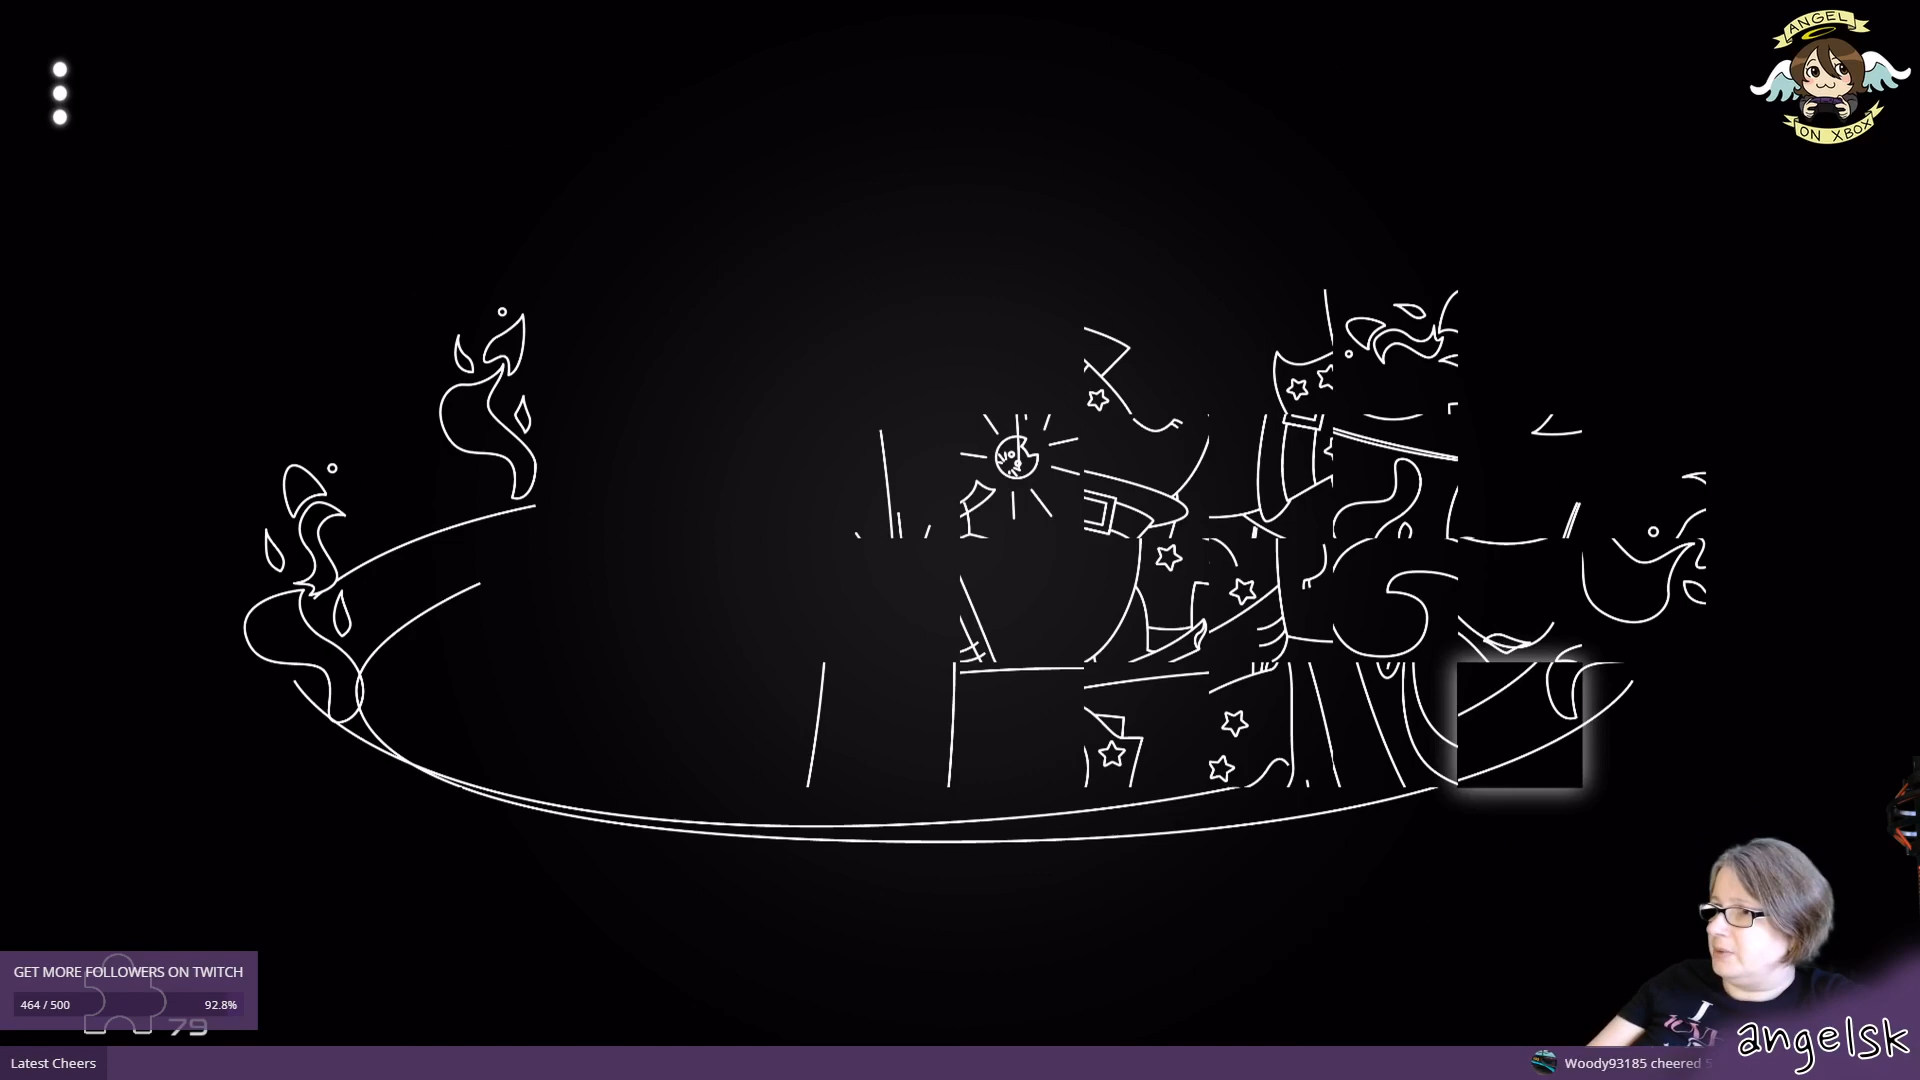 ANGEL
ON XBOX
GET MORE FOLLOWERS ON TWITCH
464 / 500
92.8%
79
J
angelsk
Latest Cheers
Woody93185 cheered